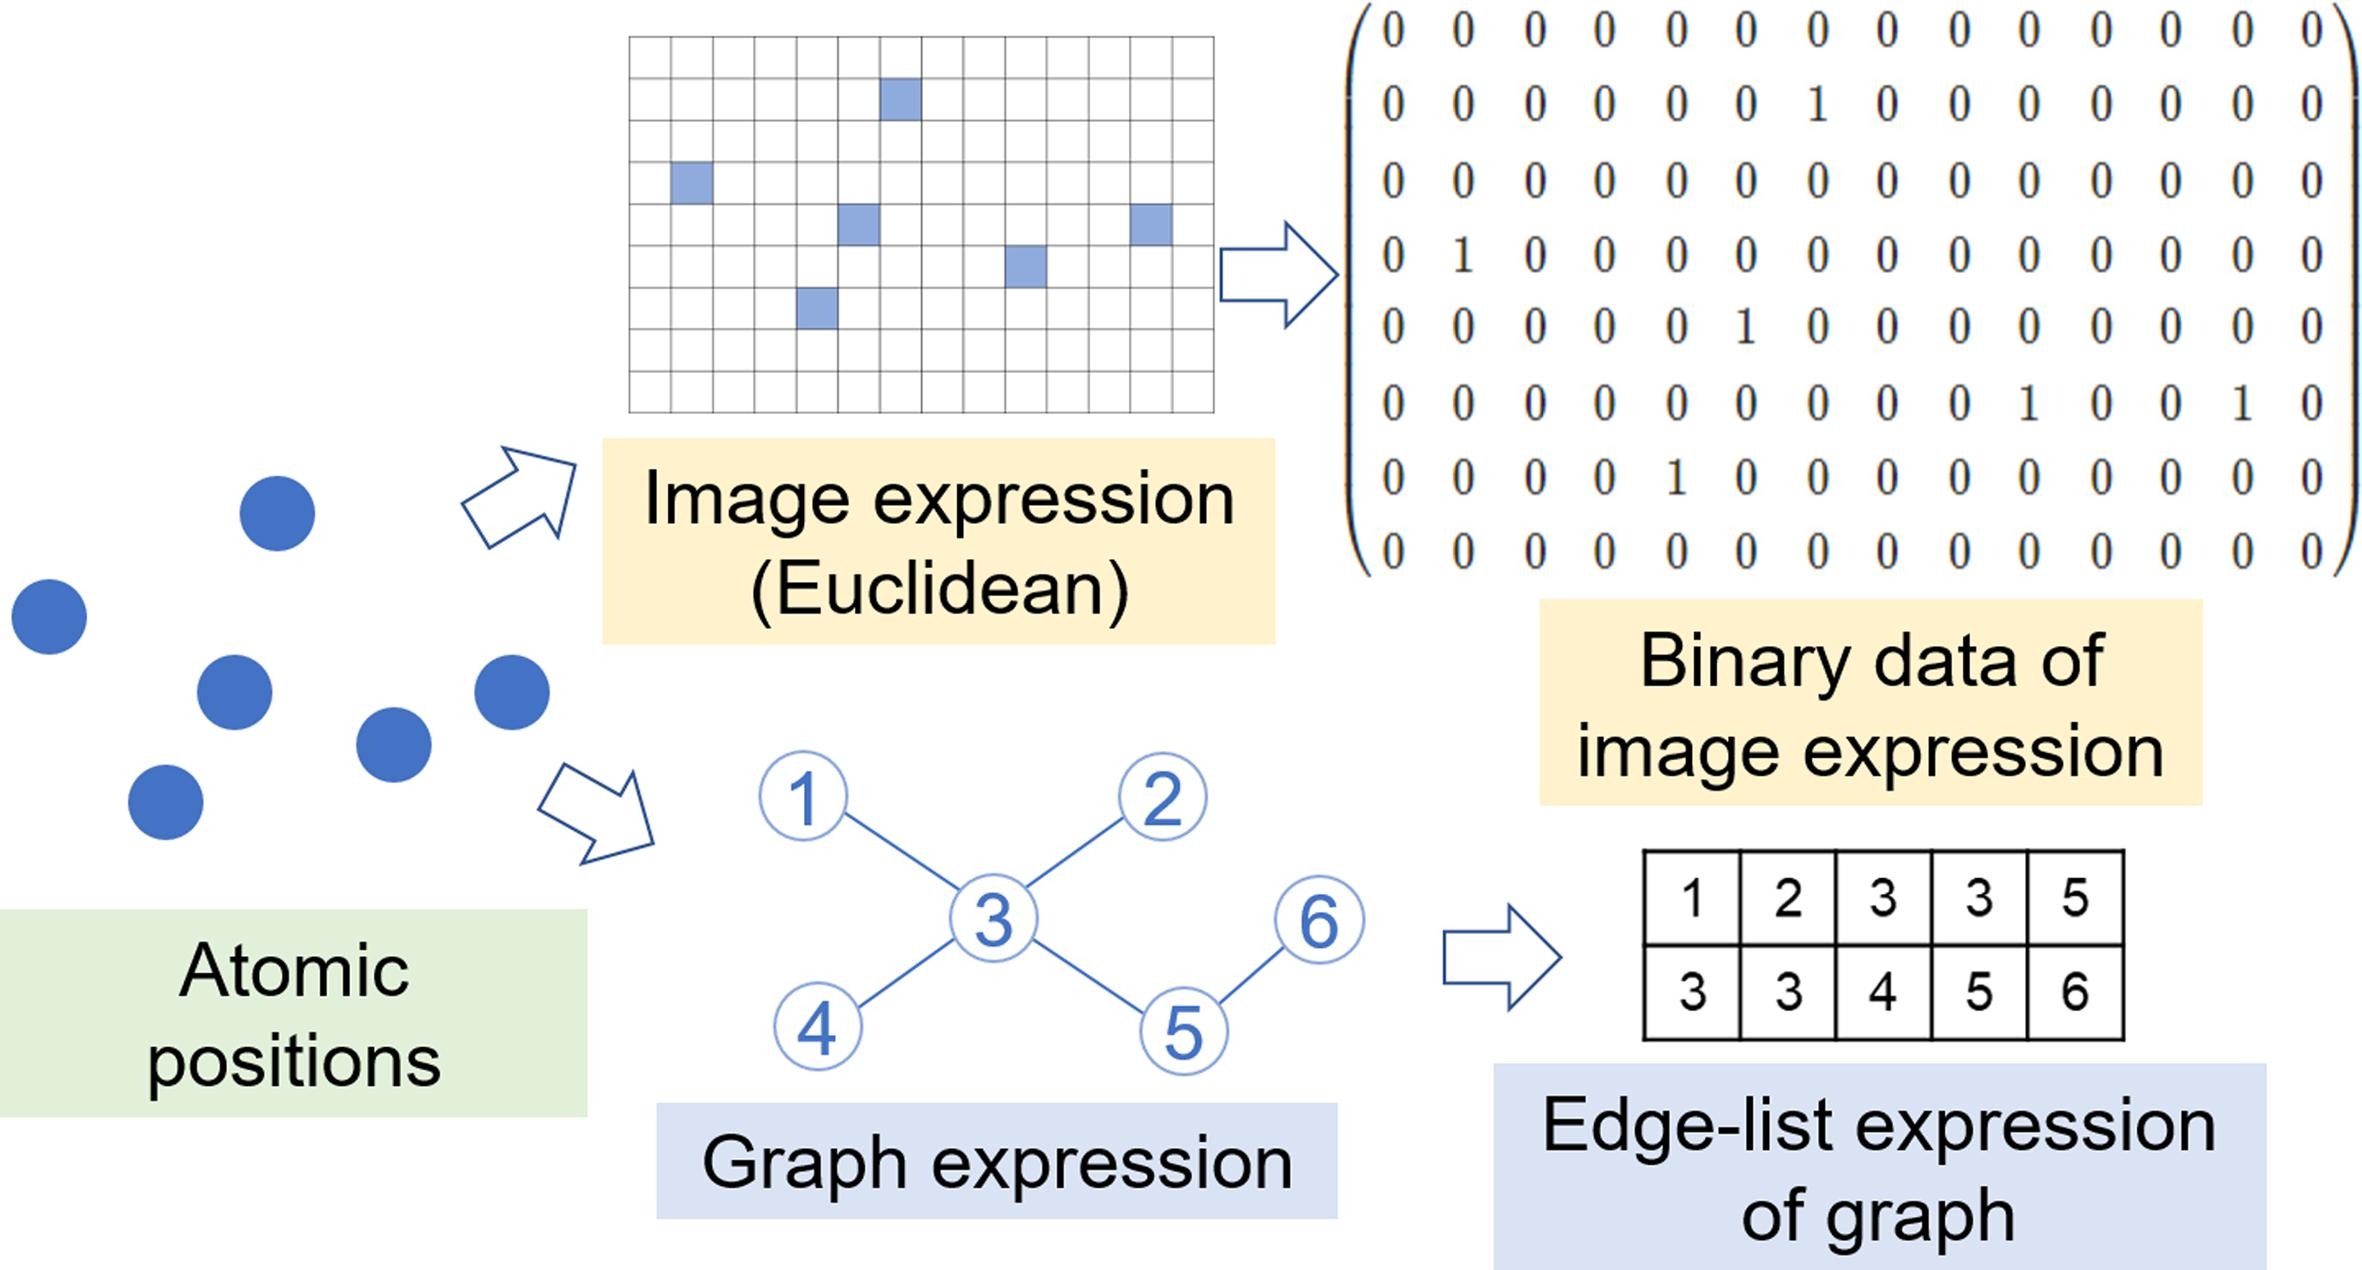 0 0 0 0 0 0 0 0 0 0 0 0 0 0
0 0 0 0 0 0 1 0 0 0 0 0 0 0
0 0 0 0 0 0 0 0 0 0 0 0 0 0
0 1 0 0 0 0 0 0 0 0 0 0 0 0
0 0 0 0 0 1 0 0 0 0 0 0 0 0
0 0 0 0 0 0 0 0 0 1 0 0 1 0
0 0 0 0 1 0 0 0 0 0 0 0 0 0
0 0 0 0 0 0 0 0 0 0 0 0 0 0
Image expression
(Euclidean)
Binary data of
image expression
Atomic
positions
1 2
3 6
4 5
Graph expression
1 2 3 3 5
3 3 4 5 6
Edge-list expression
of graph